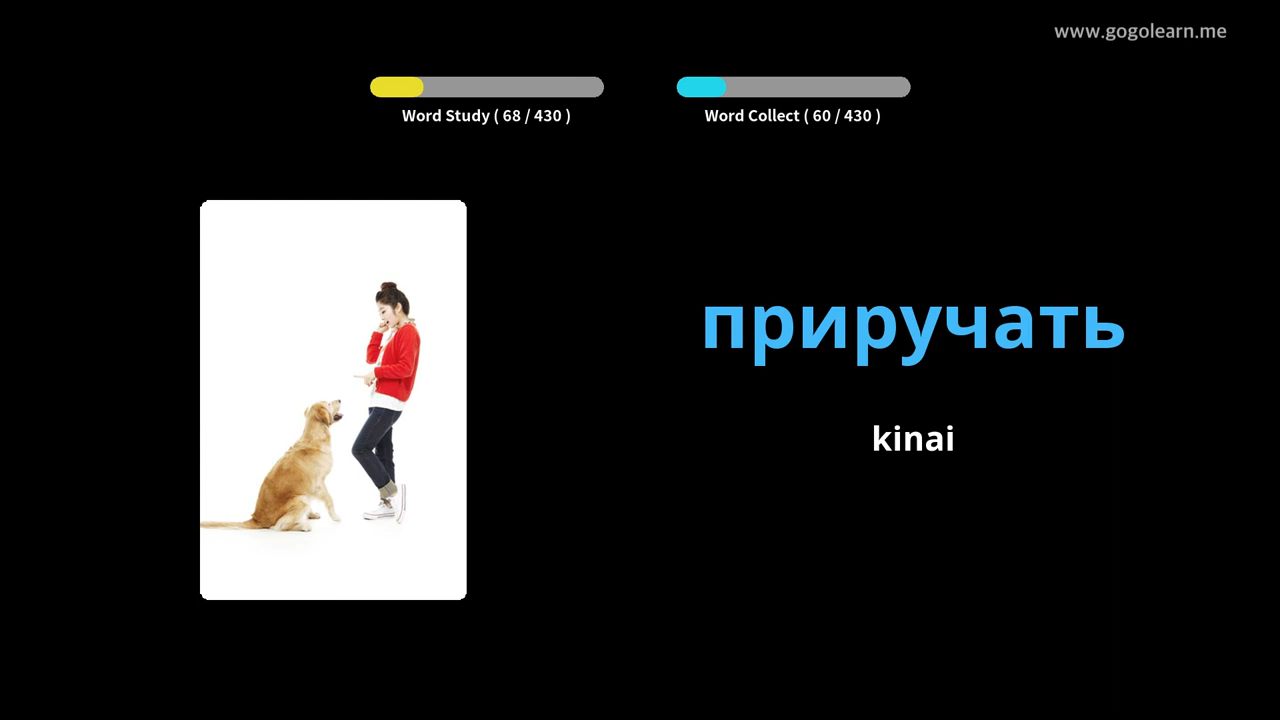 www.gogolearn.me
Word Study ( 68 / 430 )
Word Collect ( 60 / 430 )
приручать
kinai